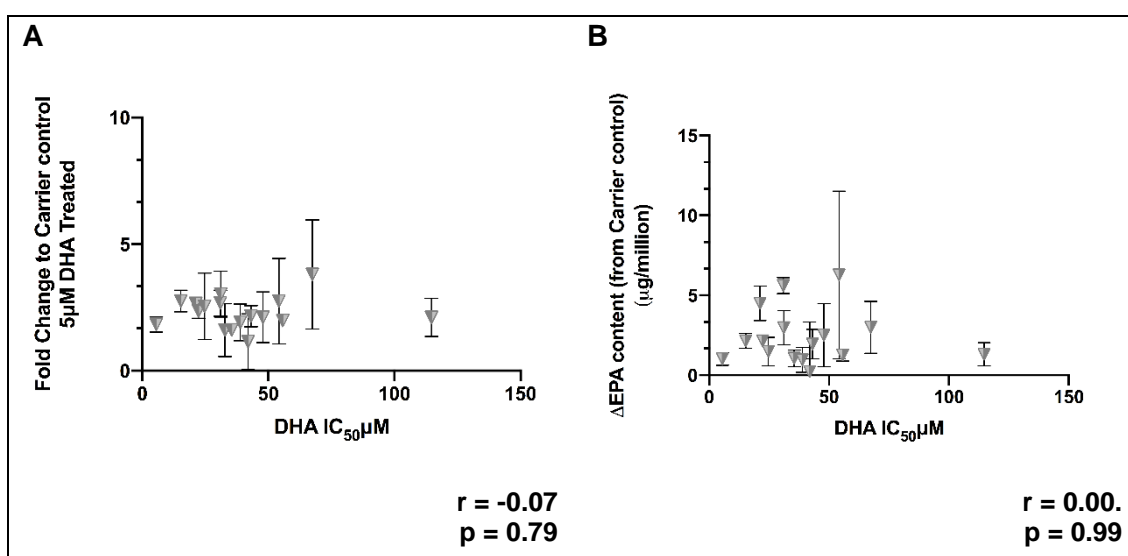 A
Fold Change to Carrier control
5µM DHA Treated
10
5
0
0 50 100 150
DHA IC50µM
r = -0.07
p = 0.79
B
ΔEPA content (from Carrier control)
(µg/million)
15
10
5
0
0 50 100 150
DHA IC50µM
r = 0.00.
p = 0.99